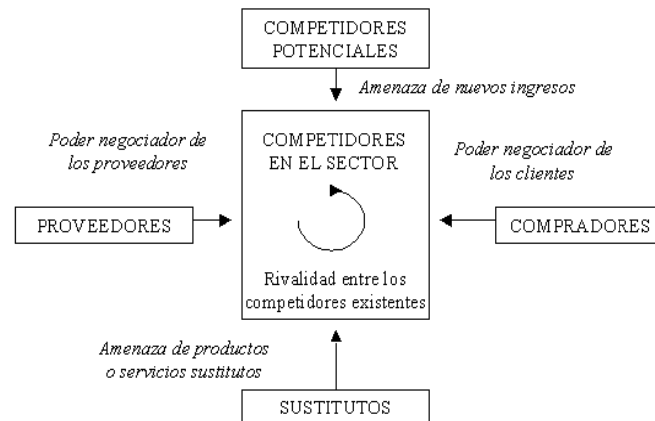 COMPETIDORES
POTENCIALES
Amenaza de nuevos ingresos
Poder negociador de
los proveedores
COMPETIDORES
EN EL SECTOR
Poder negociador de
los clientes
PROVEEDORES
COMPRADORES
Rivalidad entre los
competidores existentes
Amenaza de productos
o servicios sustitutos
SUSTITUTOS